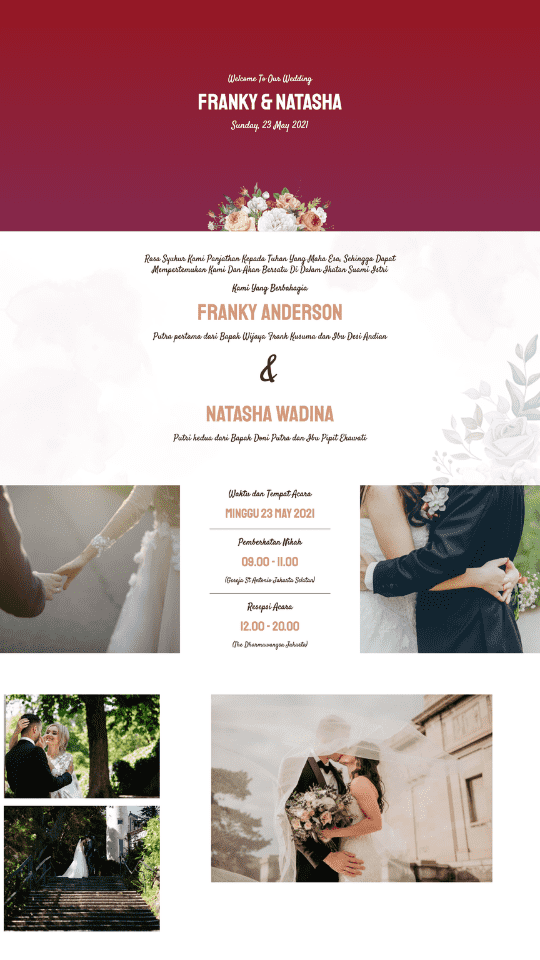 Welcome To Our Wedding
FRANKY & NATASHA
Sunday, 23 May 2021
Rasa Syukur Kami Panjatkan Kepada Tuhan Yang Maha Esa, Sehingga Dapat
Mempertemukan Kami Dan Akan Bersatu Di Dalam Ikatan Suami Istri
Kami Yang Berbahagia
FRANKY ANDERSON
Putra pertama dari Bapak Wijaya Frank Kusuma dan Ibu Desi Andian
&
NATASHA WADINA
Putri kedua dari Bapak Doni Putra dan Ibu Pipit Ekawati
Waktu dan Tempat Acara
MINGGU 23 MAY 2021
Pemberkatan Nikah
09.00 - 11.00
(Gereja St Antonio Jakarta Selatan)
Resepsi Acara
12.00 - 20.00
(The Dharmawangsa Jakarta)